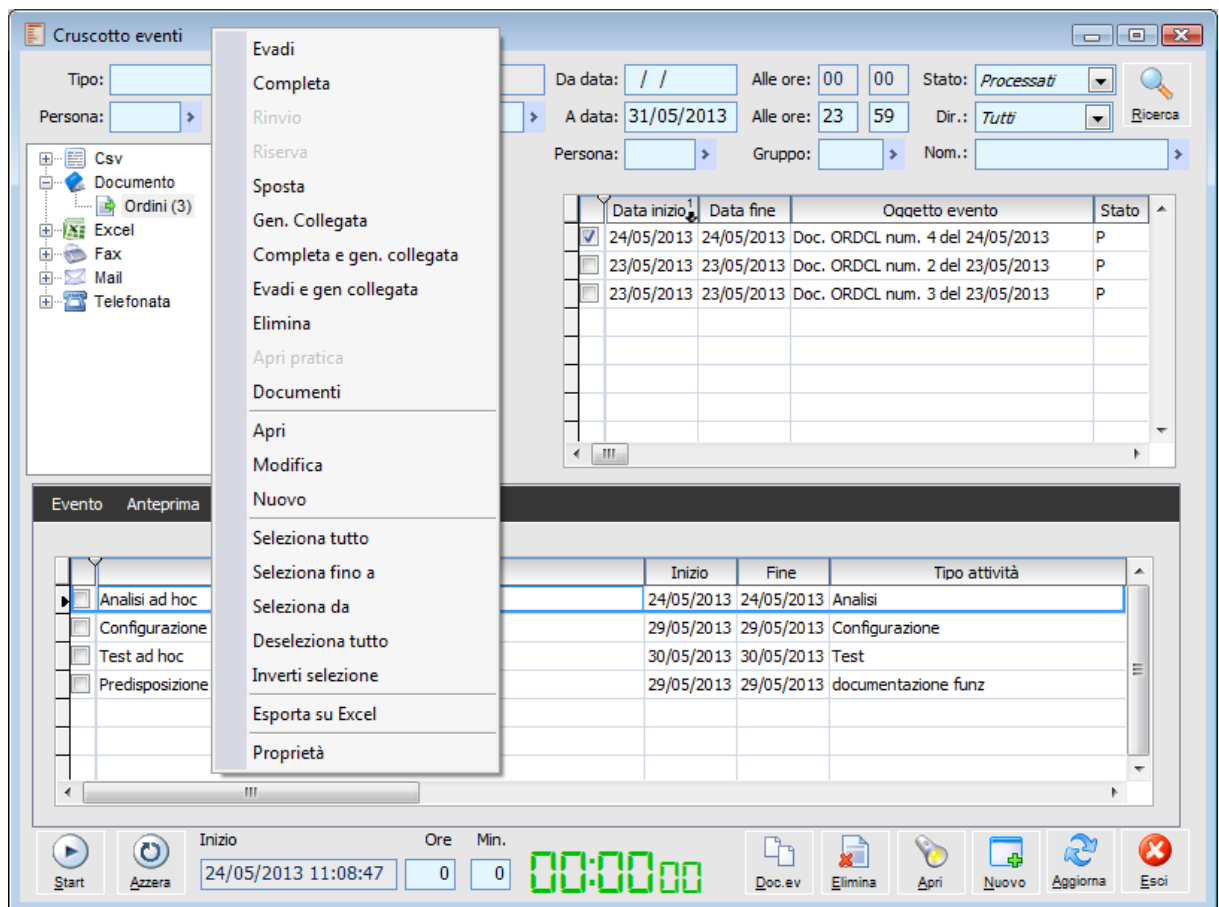 Cruscotto eventi
Tipo:
Da data: / /
Alle ore: 00 00
Stato: Processati
Persona:
A data: 31/05/2013
Alle ore: 23 59
Dir.: Tutti
Ricerca
Persona:
Gruppo:
Nom.:
Csv
Documento
Ordini (3)
Excel
Fax
Mail
Telefonata
Evadi
Completa
Rinvio
Riserva
Sposta
Gen. Collegata
Completa e gen. collegata
Evadi e gen collegata
Elimina
Apri pratica
Documenti
Apri
Modifica
Nuovo
Seleziona tutto
Seleziona fino a
Seleziona da
Deseleziona tutto
Inverti selezione
Esporta su Excel
Proprietà
Data inizio 1 Data fine Oggetto evento Stato
24/05/2013 24/05/2013 Doc. ORDCL num. 4 del 24/05/2013 P
23/05/2013 23/05/2013 Doc. ORDCL num. 2 del 23/05/2013 P
23/05/2013 23/05/2013 Doc. ORDCL num. 3 del 23/05/2013 P
Evento Anteprima
Inizio Fine Tipo attività
Analisi ad hoc 24/05/2013 24/05/2013 Analisi
Configurazione 29/05/2013 29/05/2013 Configurazione
Test ad hoc 30/05/2013 30/05/2013 Test
Predisposizione 29/05/2013 29/05/2013 documentazione funz
Start
Azzera
Inizio Ore Min.
24/05/2013 11:08:47 0 0
00:00 00
Doc.ev
Elimina
Apri
Nuovo
Aggiorna
Esci